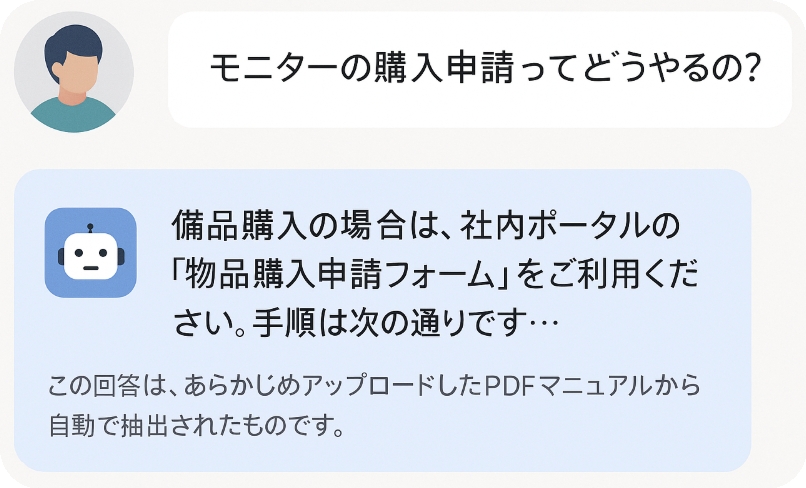 モニターの購入申請ってどうやるの？
備品購入の場合は、社内ポータルの
「物品購入申請フォーム」をご利用くだ
さい。手順は次の通りです…
この回答は、あらかじめアップロードしたPDFマニュアルから
自動で抽出されたものです。